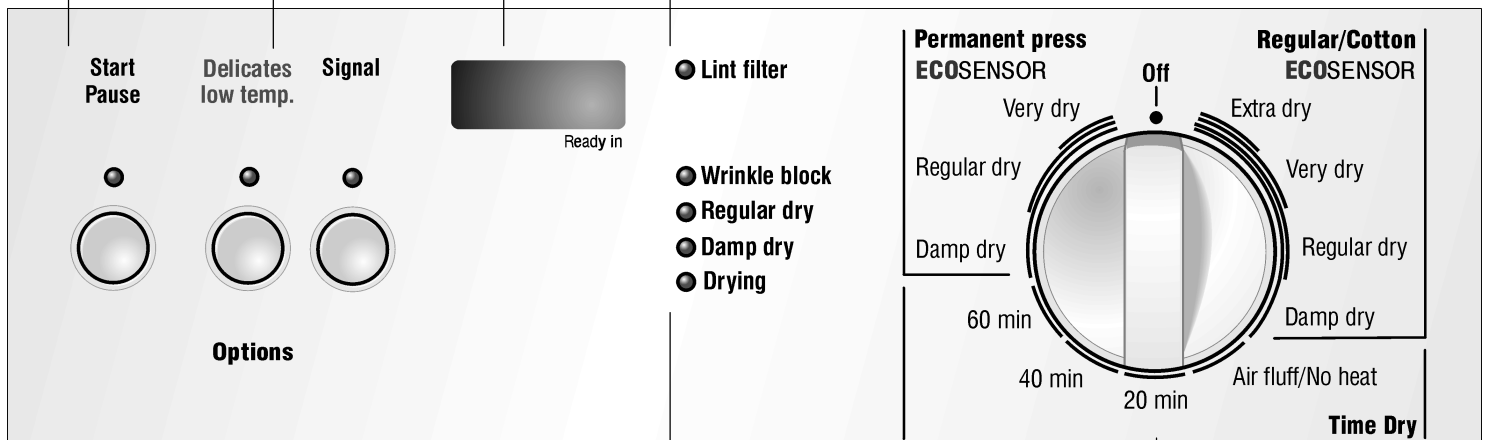 Start
Pause
Delicates
low temp.
Signal
Options
Ready in
Lint filter
Wrinkle block
Regular dry
Damp dry
Drying
Permanent press
ECOSENSOR
Very dry
Regular dry
Damp dry
Off
Regular/Cotton
ECOSENSOR
Extra dry
Very dry
Regular dry
Damp dry
60 min
40 min
20 min
Air fluff/No heat
Time Dry